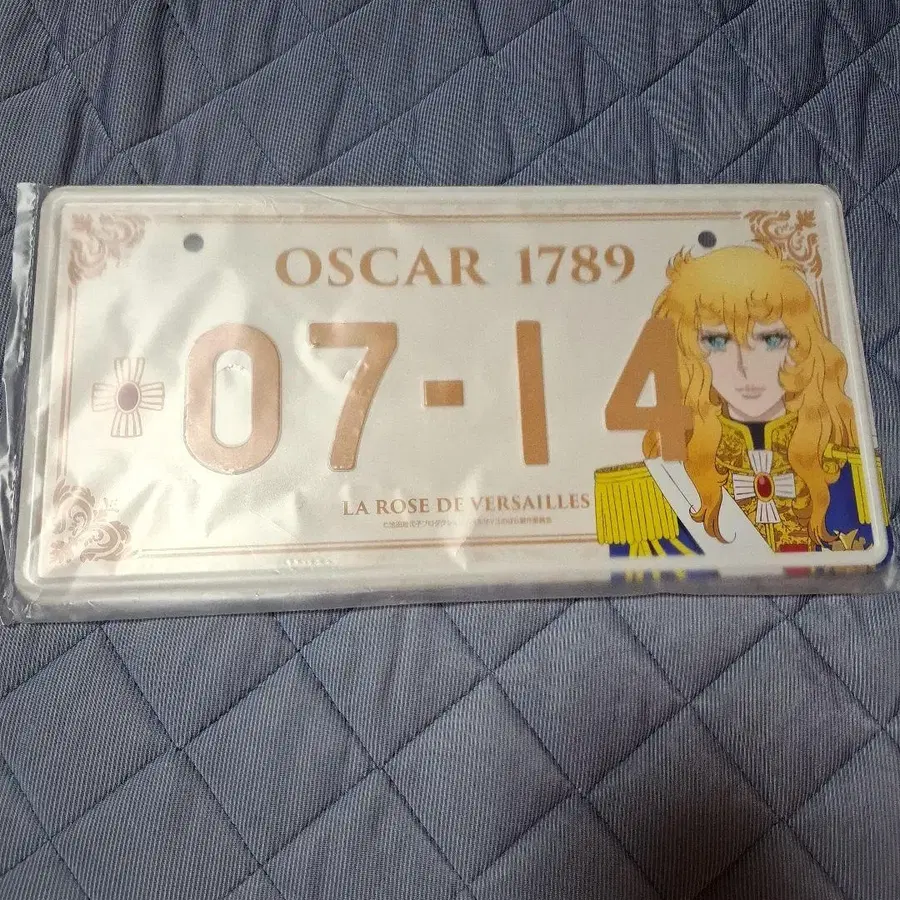 OSCAR 1789
07-14
LA ROSE DE VERSAILLES